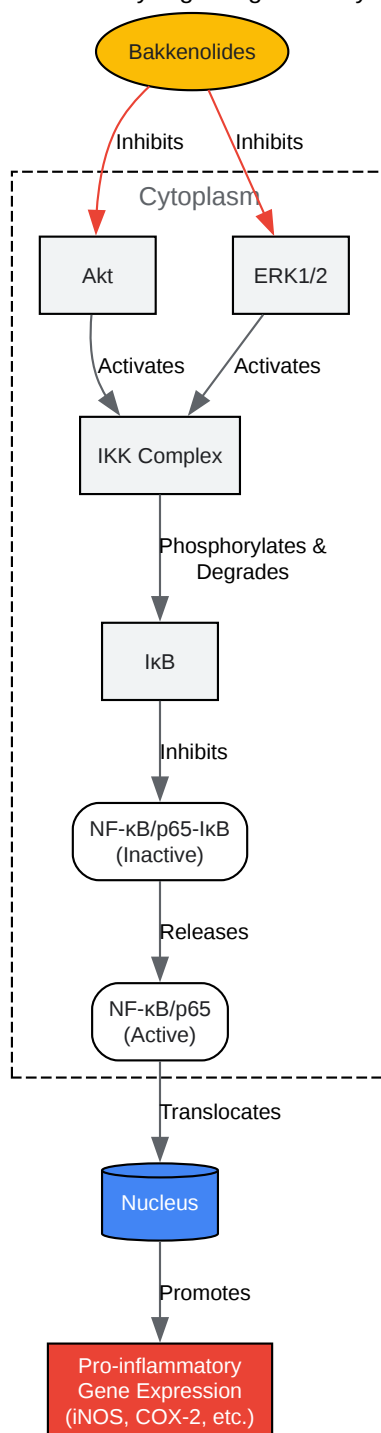 Bakkenolides
Inhibits
Inhibits
Cytoplasm
Akt
ERK1/2
Activates
Activates
IKK Complex
Phosphorylates &
Degrades
IκB
Inhibits
NF-κB/p65-IκB
(Inactive)
Releases
NF-κB/p65
(Active)
Translocates
Nucleus
Promotes
Pro-inflammatory
Gene Expression
(iNOS, COX-2, etc.)